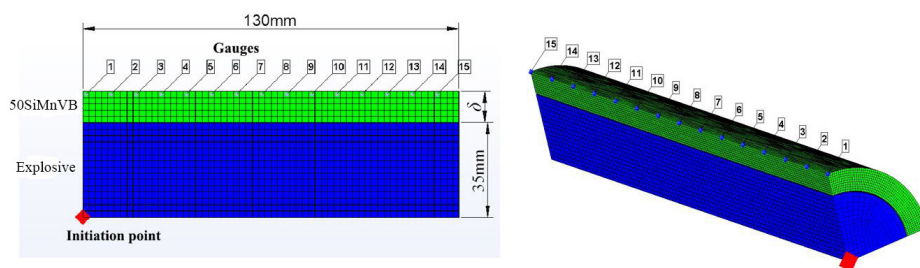 130mm
Gauges
1 2 3 4 5 6 7 8 9 10 11 12 13 14 15
50SiMnVB
δ
Explosive
35mm
Initiation point
15
14
13
12
11
10
9
8
7
6
5
4
3
2
1